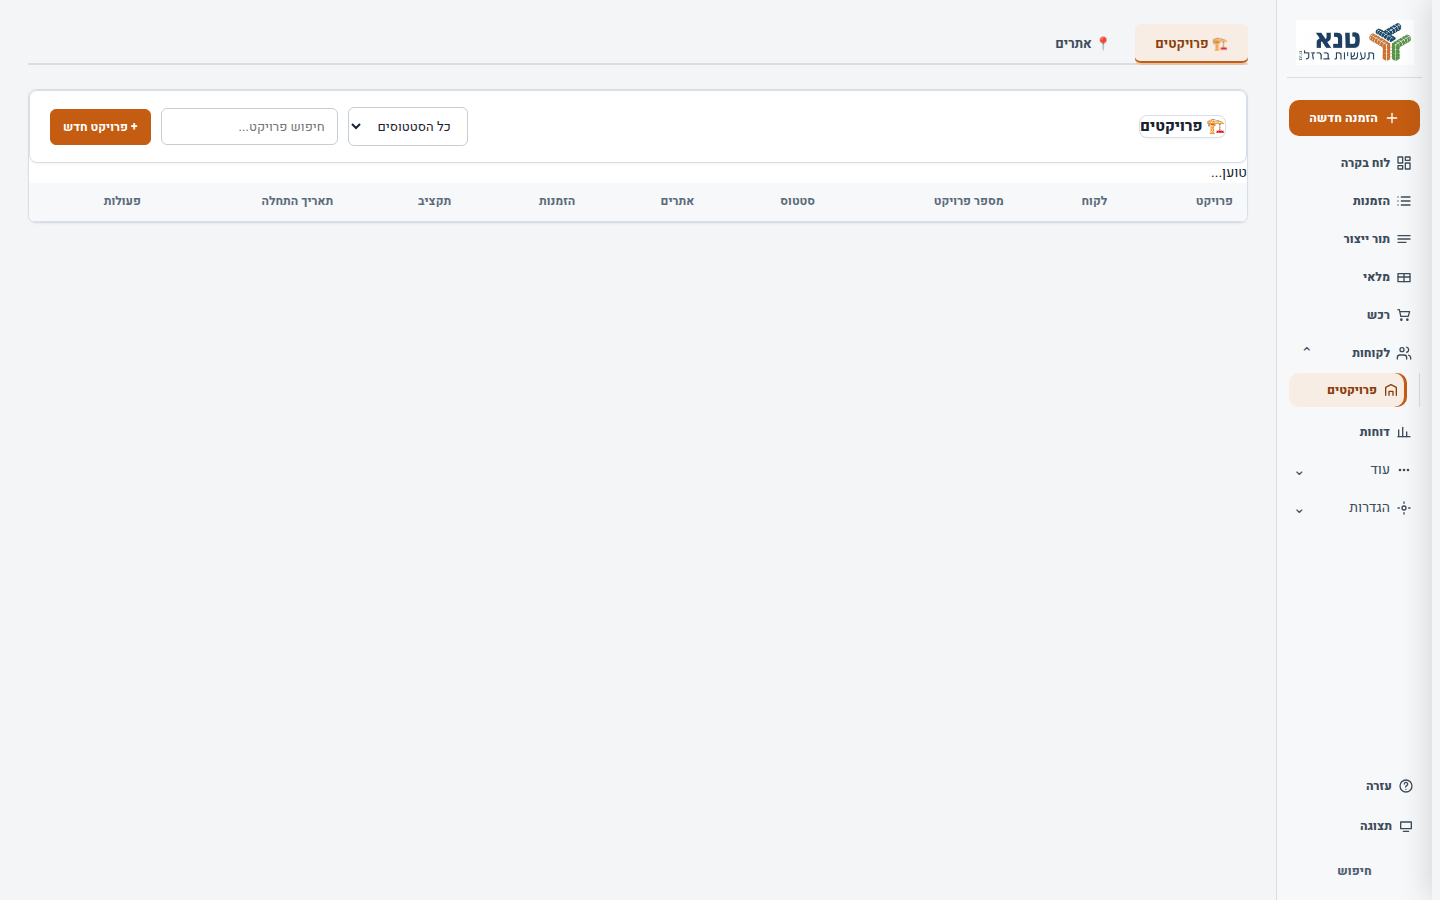 טנא
תעשיות ברזל
הזמנה חדשה
לוח בקרה
הזמנות
תור ייצור
מלאי
רכש
לקוחות
פרויקטים
דוחות
עוד
הגדרות
עזרה
תצוגה
חיפוש
פרויקטים
אתרים
פרויקטים
כל הסטטוסים
חיפוש פרויקט...
+ פרויקט חדש
טוען...
פרויקט לקוח מספר פרויקט סטטוס אתרים הזמנות תקציב תאריך התחלה פעולות